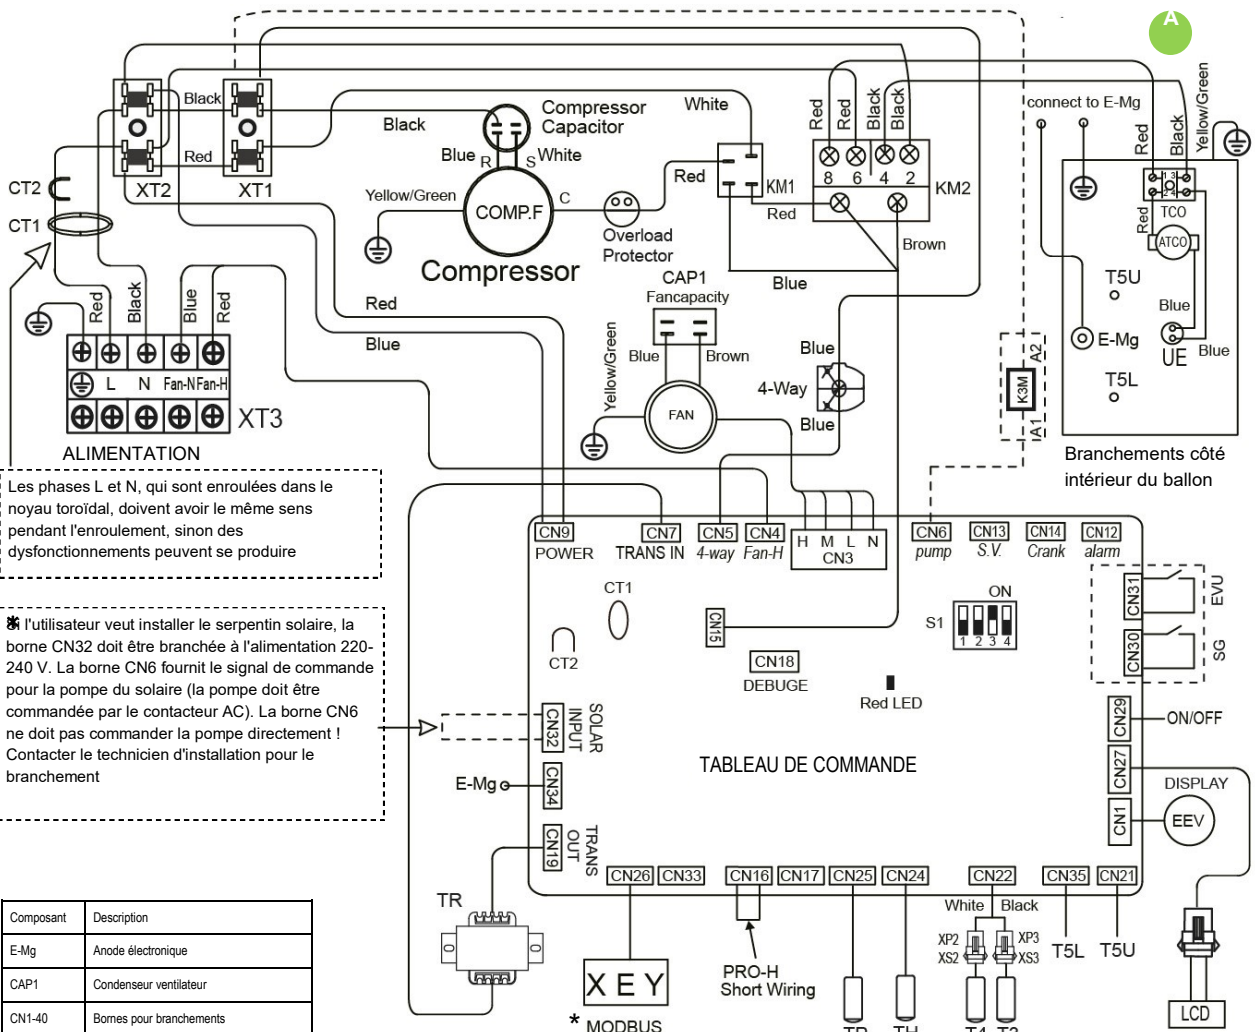 A
connect to E-Mg
Yellow/Green
Red
Black
Black
Red
XT2
XT1
CT2
CT1
Black
Compressor
Capacitor
Blue
R
S
White
White
Yellow/Green
COMP.F
C
Overload
Protector
Compressor
Red
KM1
Red
Red
Red
Black
Black
8 6 4 2
KM2
Brown
Blue
Red
TCO
1 3
2 4
ATCO
T5U
Blue
E-Mg
UE
Blue
T5L
Branchements côté
intérieur du ballon
Red
Black
Blue
Red
L N Fan-N Fan-H
XT3
ALIMENTATION
Red
Blue
CAP1
Fancapacity
Blue
Brown
Yellow/Green
FAN
Blue
4-Way
Blue
A2
K3M
A1
Les phases L et N, qui sont enroulées dans le
noyau toroïdal, doivent avoir le même sens
pendant l'enroulement, sinon des
dysfonctionnements peuvent se produire
l'utilisateur veut installer le serpentin solaire, la
borne CN32 doit être branchée à l'alimentation 220-
240 V. La borne CN6 fournit le signal de commande
pour la pompe du solaire (la pompe doit être
commandée par le contacteur AC). La borne CN6
ne doit pas commander la pompe directement !
Contacter le technicien d'installation pour le
branchement
CN9
POWER
CN7
TRANS IN
CN5
4-way
CN4
Fan-H
H M L N
CN3
CN6
pump
CN13
S.V.
CN14
Crank
CN12
alarm
CT1
CT2
CN15
CN18
DEBUGE
Red LED
S1
ON
1 2 3 4
CN31
EVU
CN30
SG
CN29
ON/OFF
CN27
CN1
DISPLAY
EEV
CN32
SOLAR
INPUT
E-Mg
CN34
CN19
TRANS
OUT
TABLEAU DE COMMANDE
CN26
CN33
CN16
CN17
CN25
CN24
CN22
CN35
CN21
White
Black
XP2
XS2
XP3
XS3
T5L
T5U
TR
XEY
* MODBUS
PRO-H
Short Wiring
TP
TH
T4
T3
LCD
Composant Description
E-Mg Anode électronique
CAP1 Condenseur ventilateur
CN1-40 Bornes pour branchements